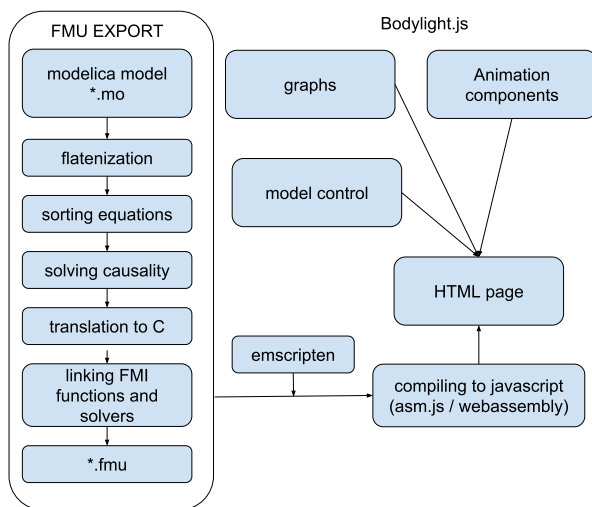 FMU EXPORT
modelica model
*.mo
flatenization
sorting equations
solving causality
translation to C
linking FMI
functions and
solvers
*.fmu
Bodylight.js
graphs
Animation
components
model control
HTML page
emscripten
compiling to javascript
(asm.js / webassembly)